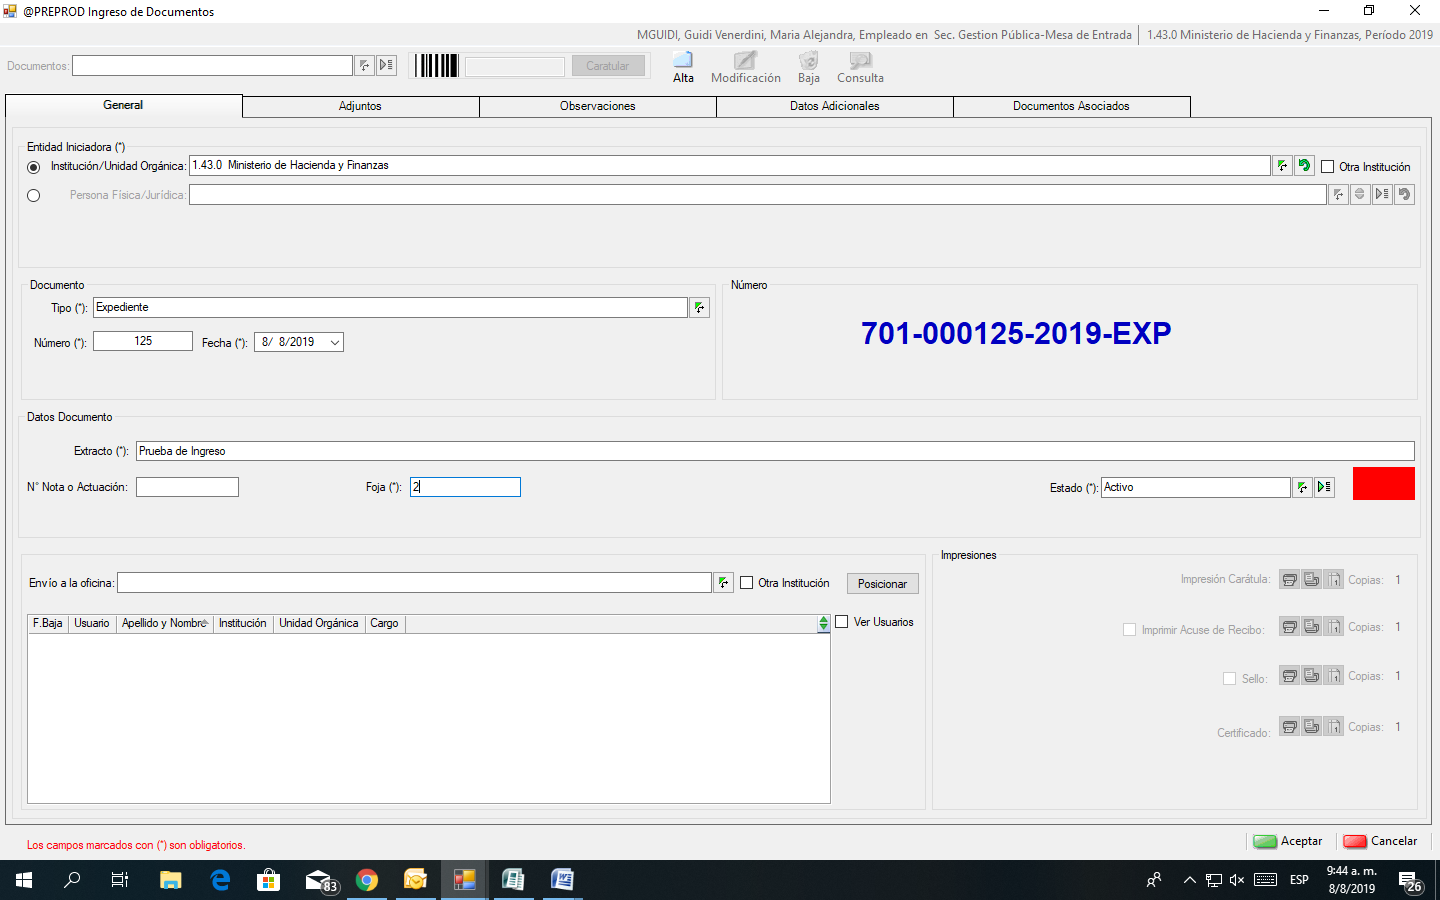 @PREPROD Ingreso de Documentos
MGUIDI, Guidi Venerdini, Maria Alejandra, Empleado en  Sec. Gestion Pública-Mesa de Entrada 1.43.0 Ministerio de Hacienda y Finanzas, Período 2019
Documentos: Caratular Alta Modificación Baja Consulta
General Adjuntos Observaciones Datos Adicionales Documentos Asociados
Entidad Iniciadora (*)
Institución/Unidad Orgánica: 1.43.0  Ministerio de Hacienda y Finanzas Otra Institución
Persona Física/Jurídica:
Documento Número
Tipo (*): Expediente
701-000125-2019-EXP
Número (*): 125 Fecha (*): 8/ 8/2019
Datos Documento
Extracto (*): Prueba de Ingreso
N° Nota o Actuación: Foja (*): 2 Estado (*): Activo
Impresiones
Envío a la oficina: Otra Institución Posicionar Impresión Carátula: 1 Copias: 1
F.Baja Usuario Apellido y Nombre Institución Unidad Orgánica Cargo Ver Usuarios
Imprimir Acuse de Recibo: 1 Copias: 1
Sello: 1 Copias: 1
Certificado: 1 Copias: 1
Los campos marcados con (*) son obligatorios. Aceptar Cancelar
83 ESP 9:44 a. m.
8/8/2019 26